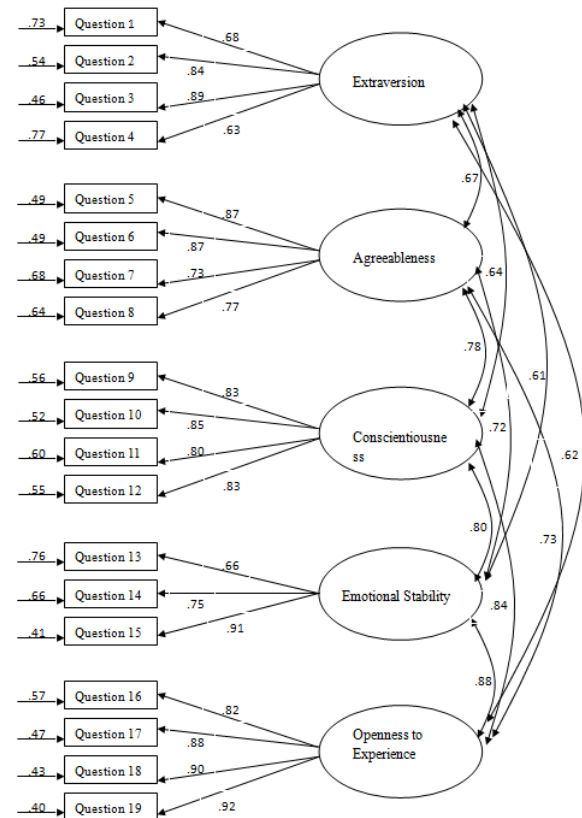 .73 Question 1
.68
.54 Question 2
.84
Extraversion
.46 Question 3
.89
.77 Question 4
.63
.67
.49 Question 5
.87
.49 Question 6
.87
Agreeableness
.68 Question 7
.73
.64
.64 Question 8
.77
.78
.61
.56 Question 9
.83
.52 Question 10
.85
.72
Conscientiousne
ss
.60 Question 11
.80
.62
.55 Question 12
.83
.80
.73
.76 Question 13
.66
.66 Question 14
.75
Emotional Stability
.84
.41 Question 15
.91
.88
.57 Question 16
.82
.47 Question 17
.88
Openness to
Experience
.43 Question 18
.90
.40 Question 19
.92